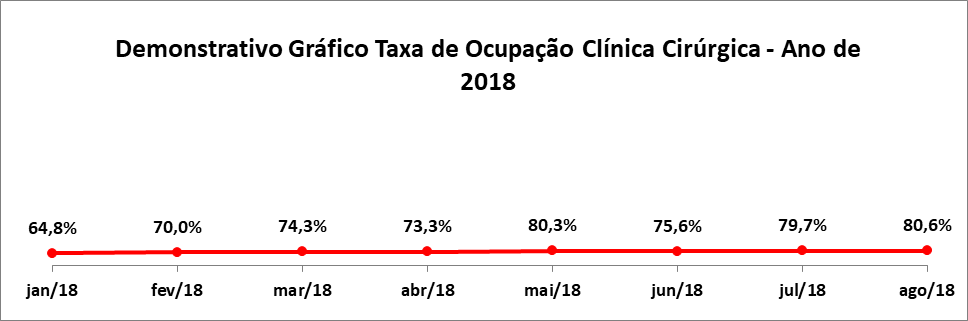 Demonstrativo Gráfico Taxa de Ocupação Clínica Cirúrgica - Ano de
2018
64,8% 70,0% 74,3% 73,3% 80,3% 75,6% 79,7% 80,6%
jan/18 fev/18 mar/18 abr/18 mai/18 jun/18 jul/18 ago/18